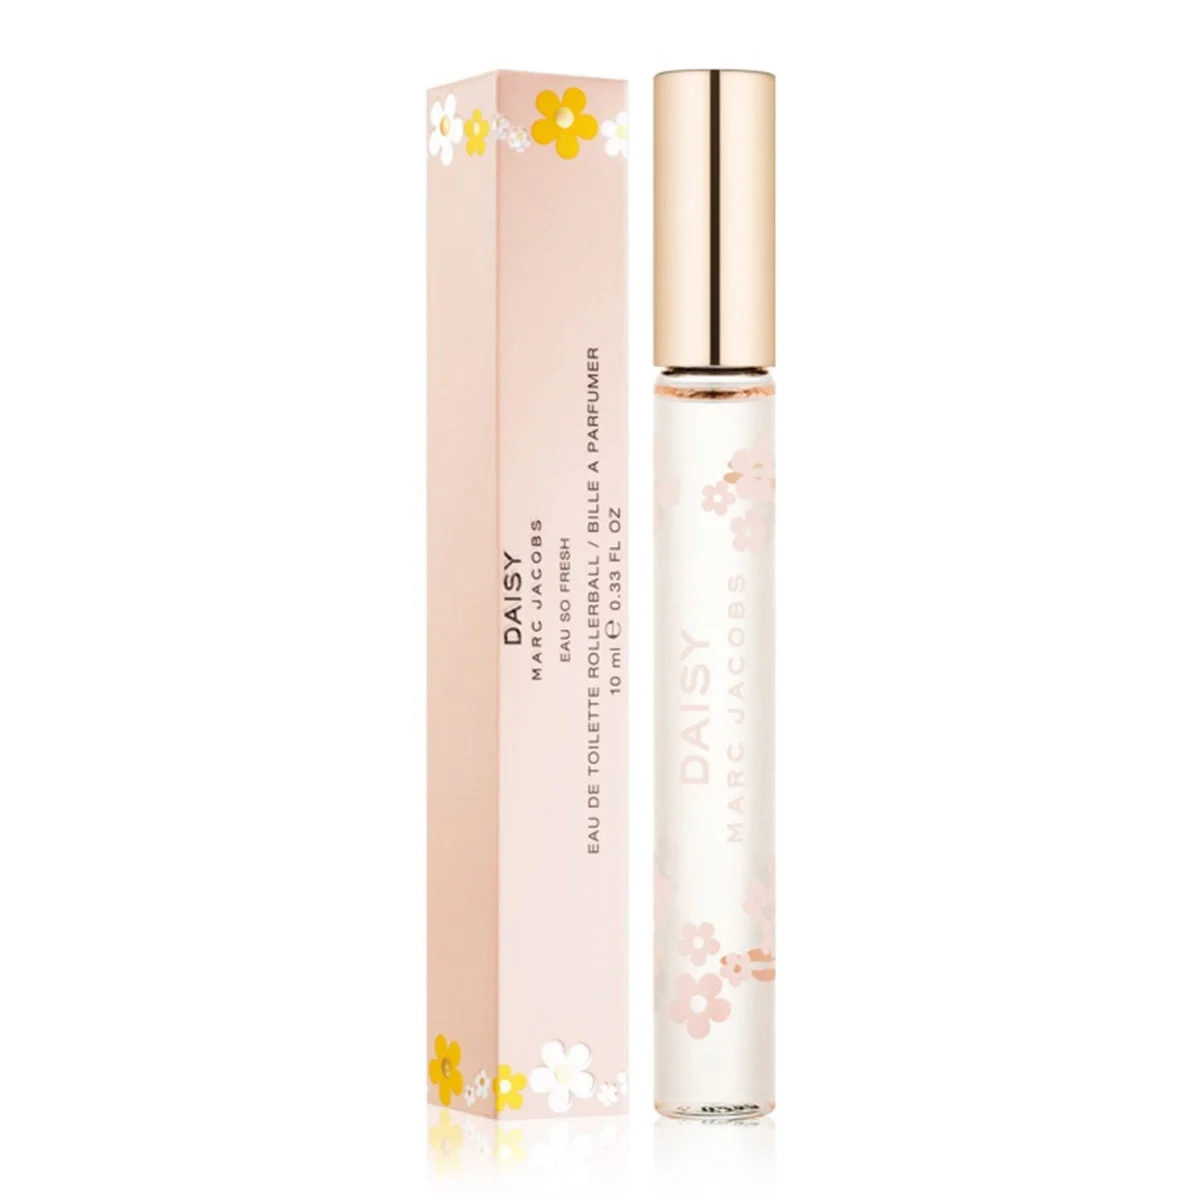 DAISY
MARC JACOBS
EAU SO FRESH
EAU DE TOILETTE ROLLERBALL / BILLE A PARFUMER
10 ml ℮ 0.33 FL OZ
DAISY
MARC JACOBS